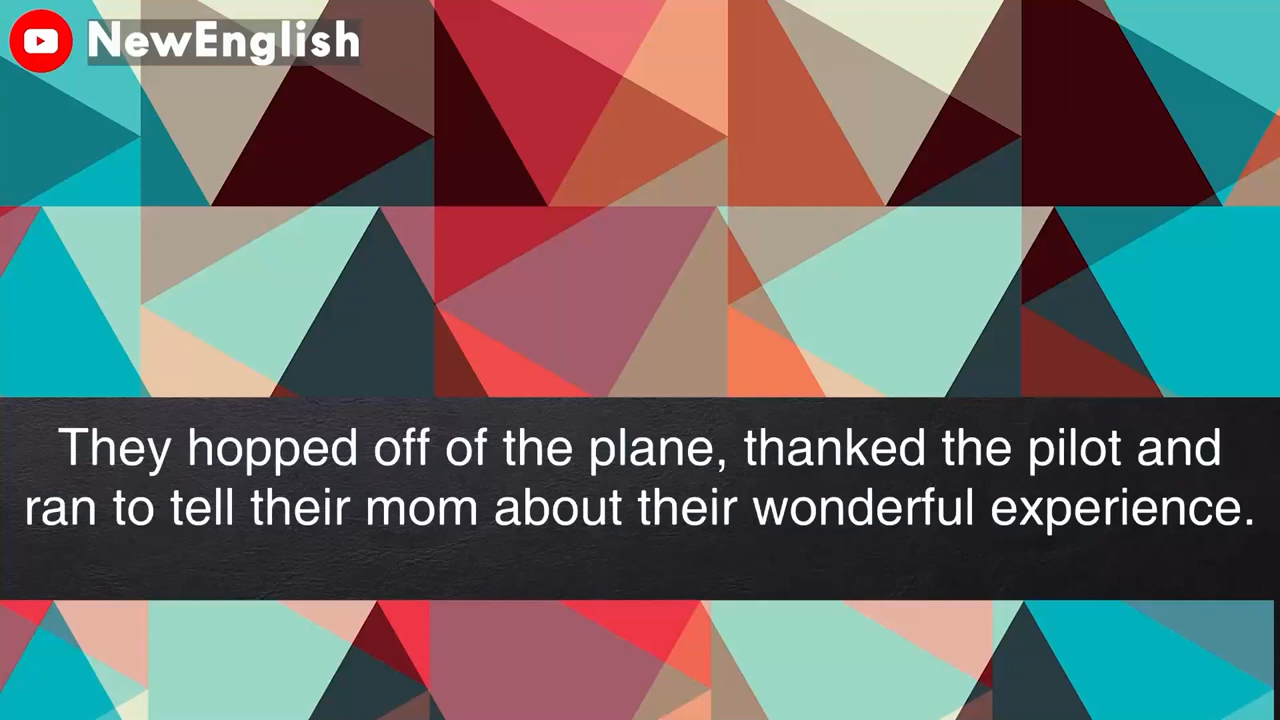 NewEnglish
They hopped off of the plane, thanked the pilot and
ran to tell their mom about their wonderful experience.